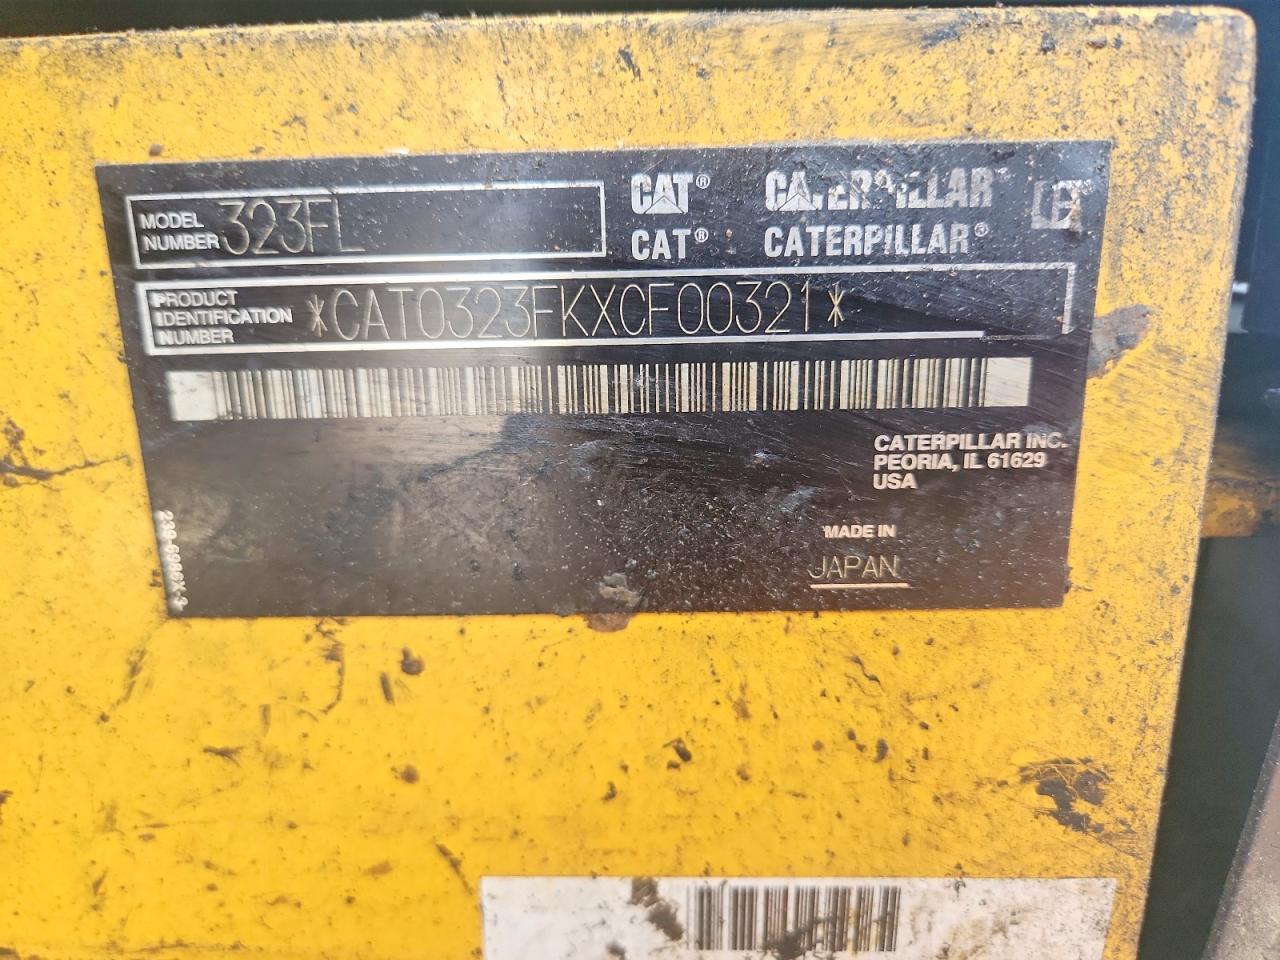 MODEL NUMBER 323FL
CAT® CATERPILLAR®
CAT® CATERPILLAR®
PRODUCT IDENTIFICATION NUMBER *CAT0323FKXCF00321*
CATERPILLAR INC.
PEORIA, IL 61629
USA
MADE IN
JAPAN